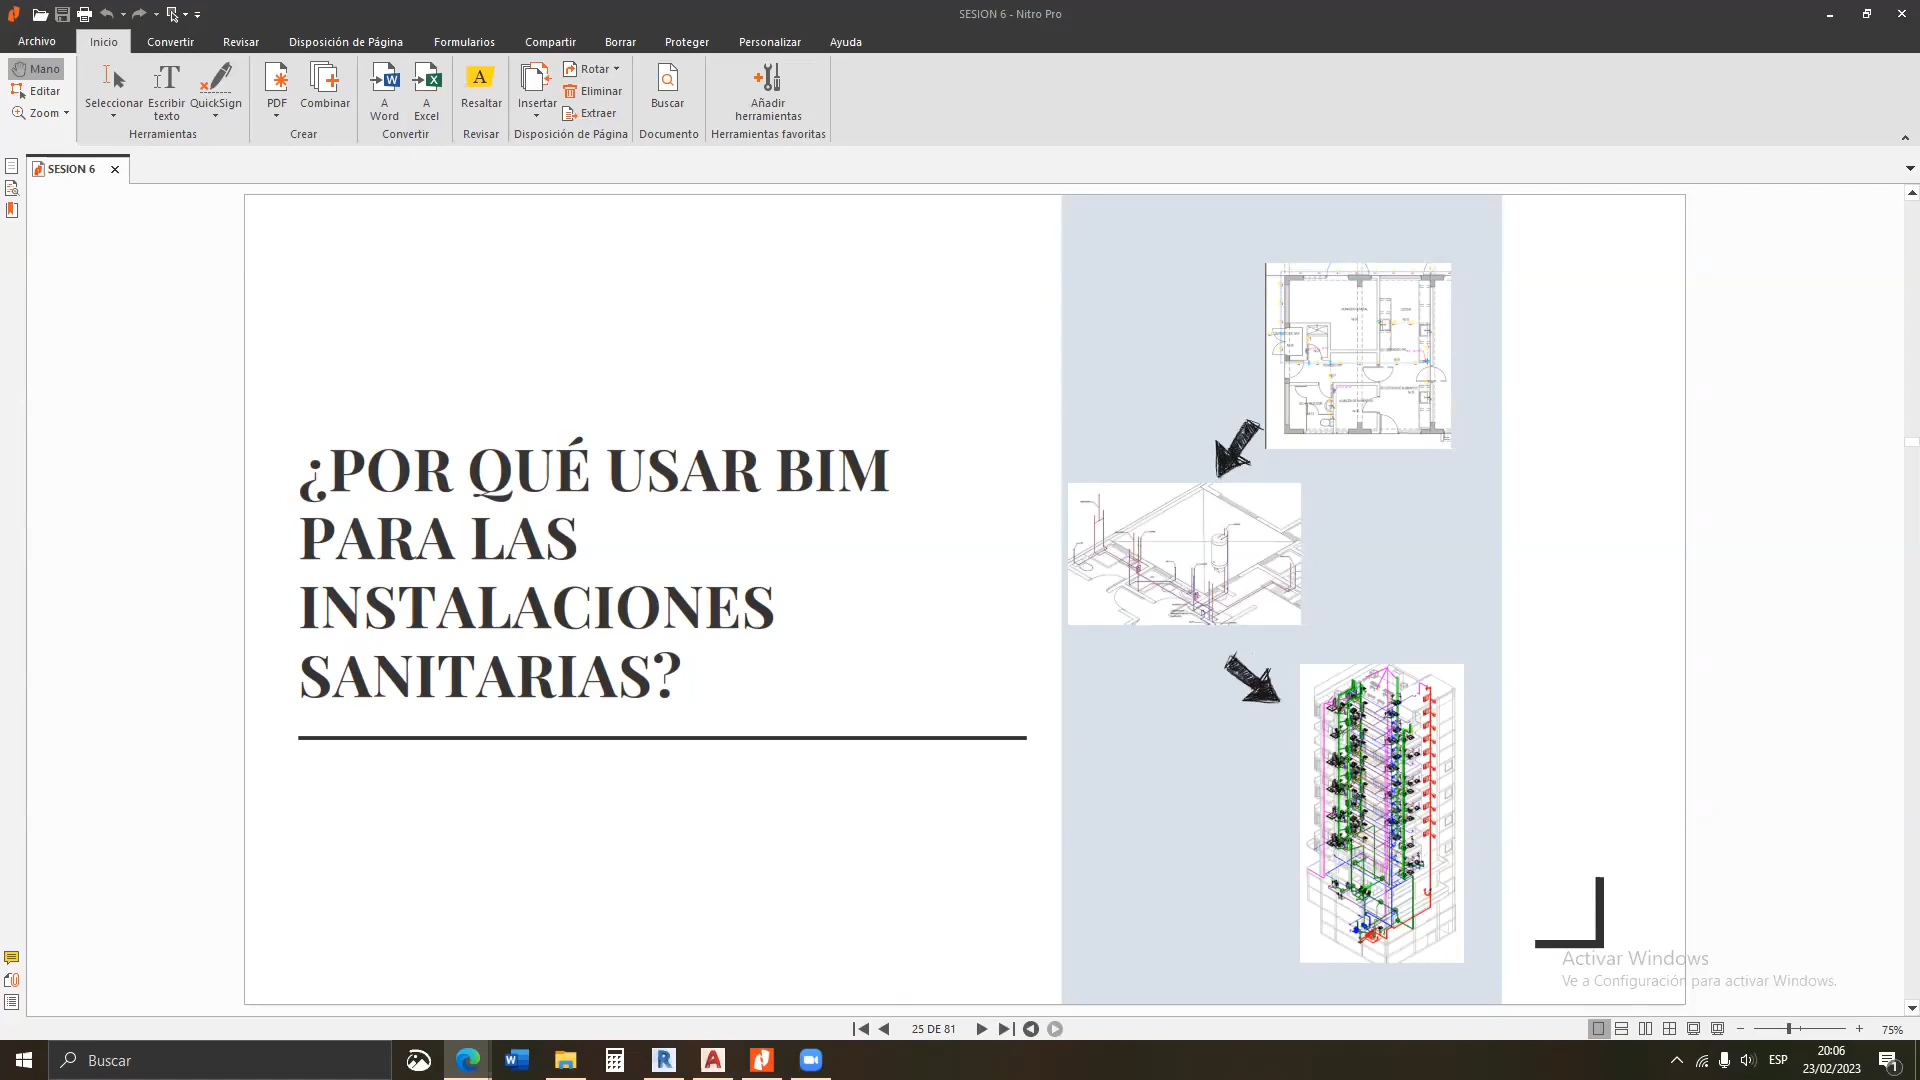 SESION 6 - Nitro Pro
Archivo
Inicio
Convertir
Revisar
Disposición de Página
Formularios
Compartir
Borrar
Proteger
Personalizar
Ayuda
Mano
Editar
Zoom
Seleccionar
Escribir
texto
QuickSign
Herramientas
PDF
Combinar
Crear
A
Word
A
Excel
Convertir
Resaltar
Revisar
Insertar
Rotar
Eliminar
Extraer
Disposición de Página
Buscar
Documento
Añadir
herramientas
Herramientas favoritas
SESION 6
¿POR QUÉ USAR BIM
PARA LAS
INSTALACIONES
SANITARIAS?
Activar Windows
Ve a Configuración para activar Windows.
25 DE 81
75%
Buscar
ESP
20:06
23/02/2023